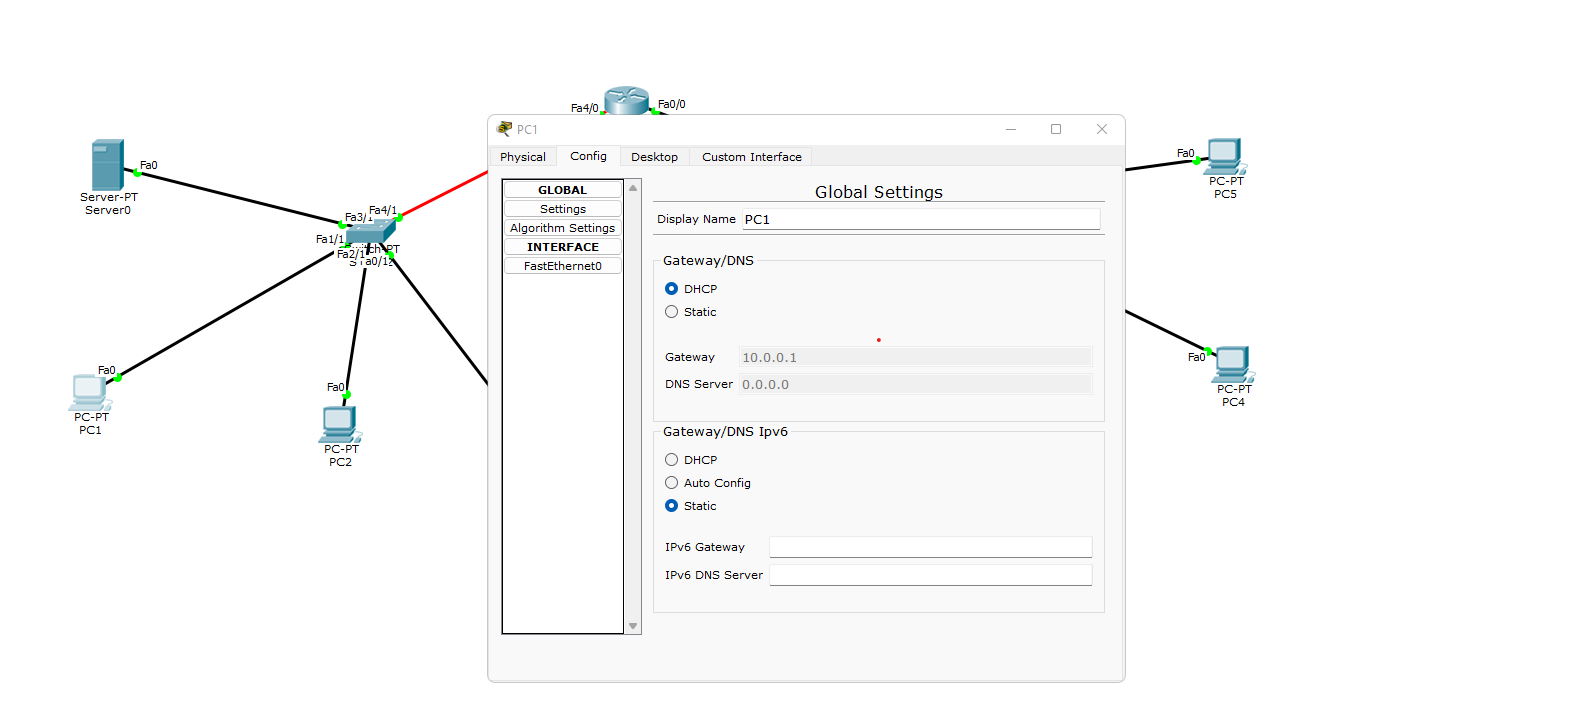 Fa4/0
Fa0/0
Fa0
Server-PT
Server0
Fa3/1
Fa4/1
Fa1/1
Fa2/1
Fa0/1
Fa0
PC-PT
PC1
Fa0
PC-PT
PC2
PC1
Physical
Config
Desktop
Custom Interface
GLOBAL
Settings
Algorithm Settings
INTERFACE
FastEthernet0
Global Settings
Display Name PC1
Gateway/DNS
DHCP
Static
Gateway 10.0.0.1
DNS Server 0.0.0.0
Gateway/DNS Ipv6
DHCP
Auto Config
Static
IPv6 Gateway
IPv6 DNS Server
Fa0
PC-PT
PC5
Fa0
PC-PT
PC4